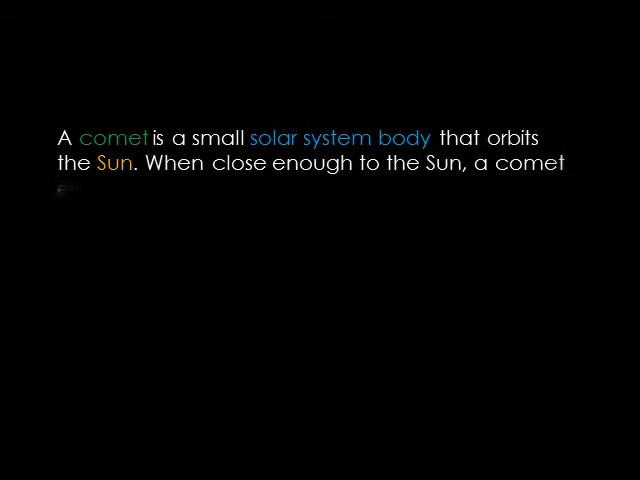 A comet is a small solar system body that orbits
the Sun. When close enough to the Sun, a comet